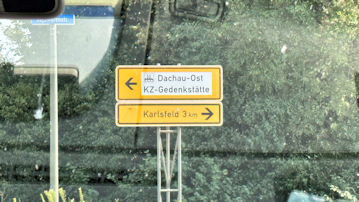 Dachau-Ost
KZ-Gedenkstätte
Karlsfeld 3 km